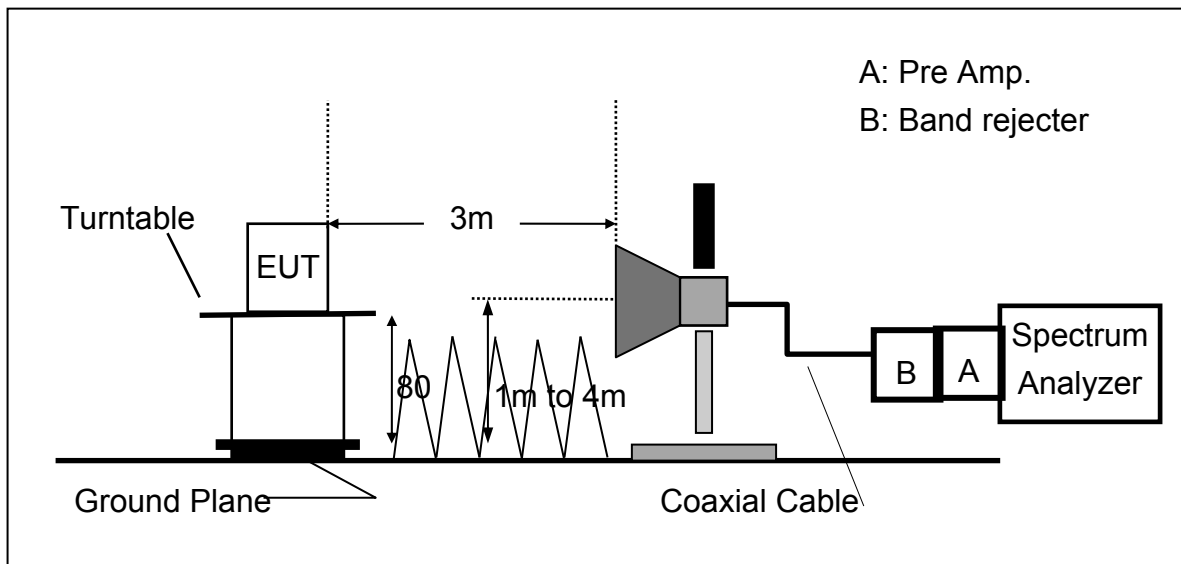 A: Pre Amp.
B: Band rejecter
Turntable
3m
EUT
80
1m to 4m
B
A
Spectrum
Analyzer
Ground Plane
Coaxial Cable